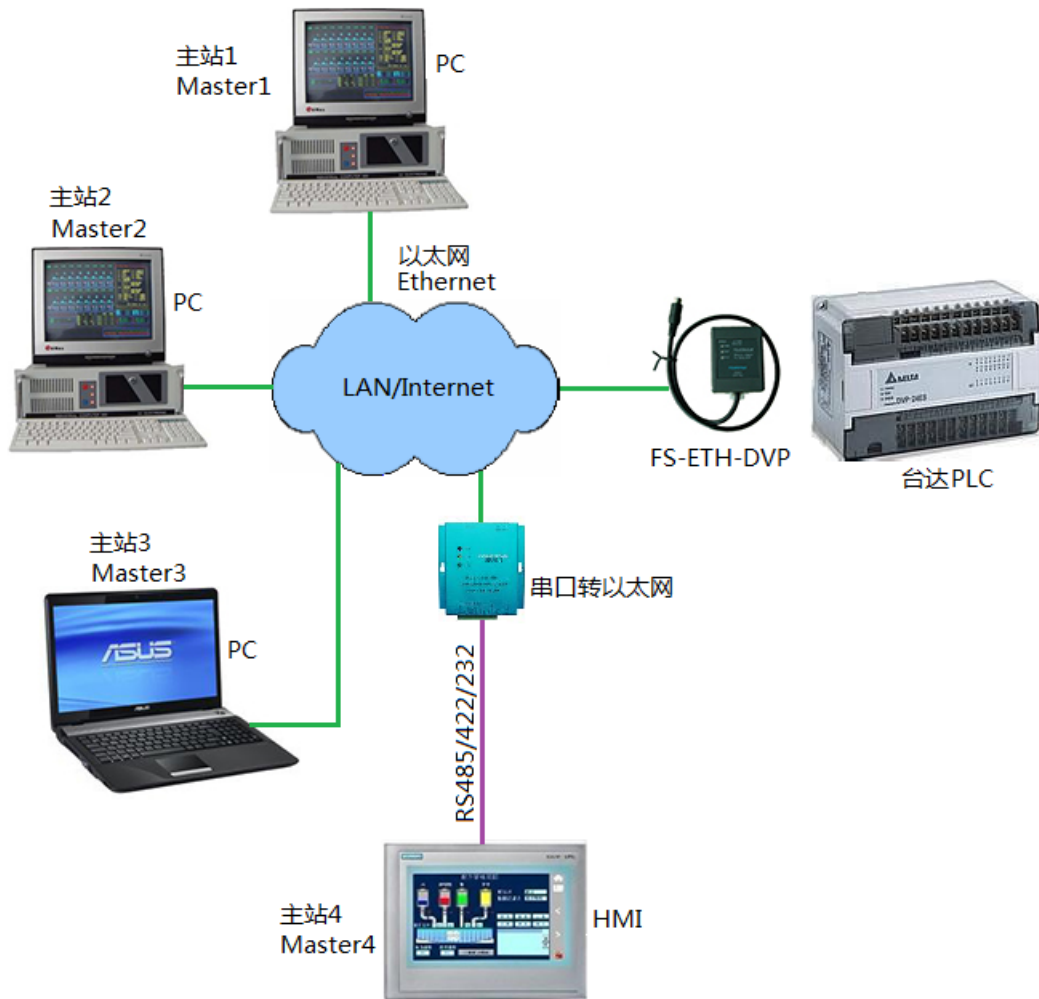 主站1
Master1
PC
主站2
Master2
PC
以太网
Ethernet
LAN/Internet
FS-ETH-DVP
DELTA
台达PLC
主站3
Master3
PC
ASUS
串口转以太网
RS485/422/232
主站4
Master4
HMI